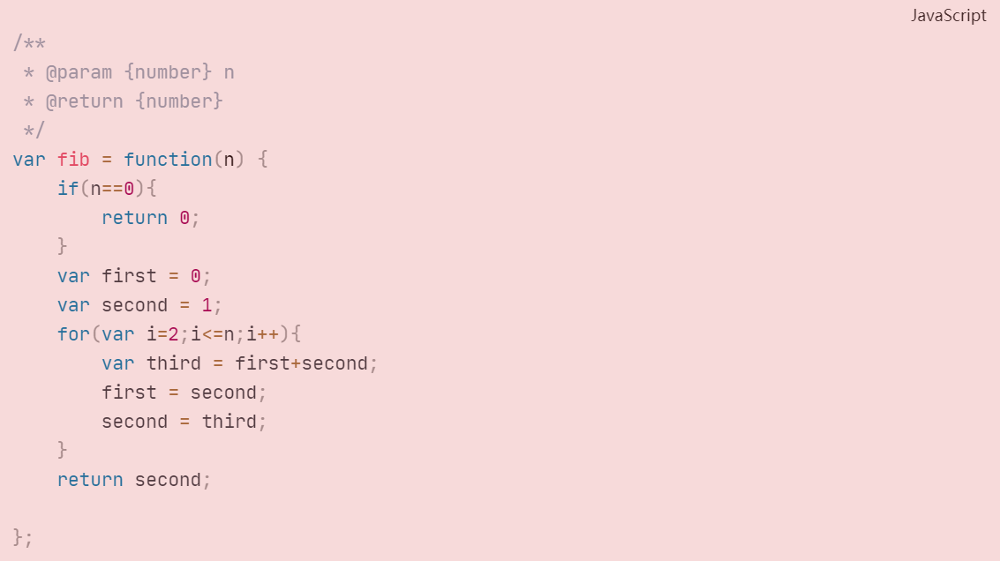 JavaScript
/**
 * @param {number} n
 * @return {number}
 */
var fib = function(n) {
    if(n==0){
        return 0;
    }
    var first = 0;
    var second = 1;
    for(var i=2;i<=n;i++){
        var third = first+second;
        first = second;
        second = third;
    }
    return second;

};